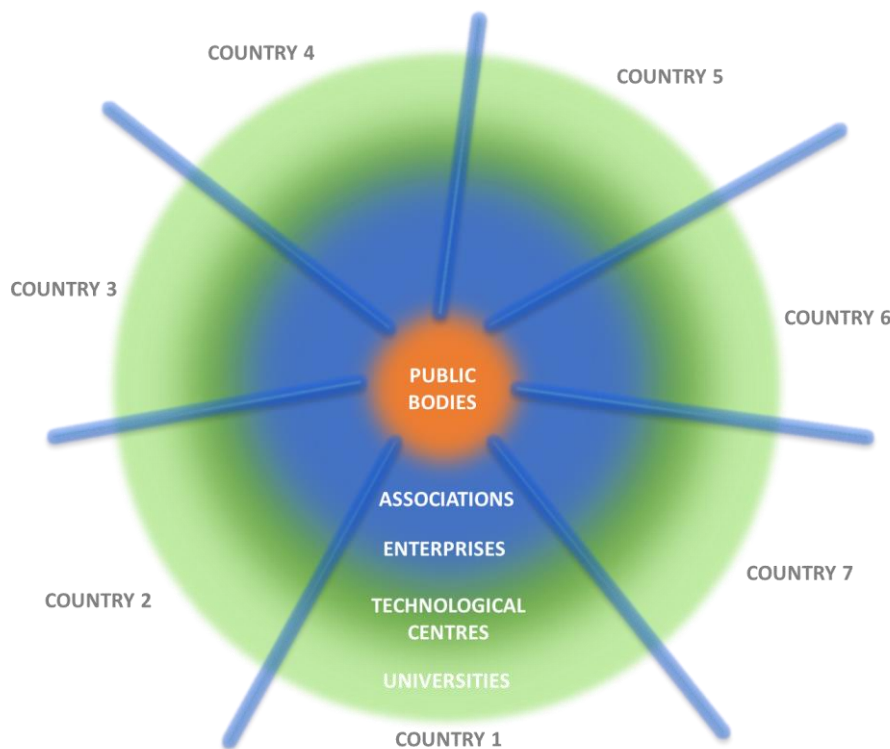 COUNTRY 4
COUNTRY 5
COUNTRY 3
COUNTRY 6
PUBLIC
BODIES
ASSOCIATIONS
ENTERPRISES
COUNTRY 7
COUNTRY 2
TECHNOLOGICAL
CENTRES
UNIVERSITIES
COUNTRY 1